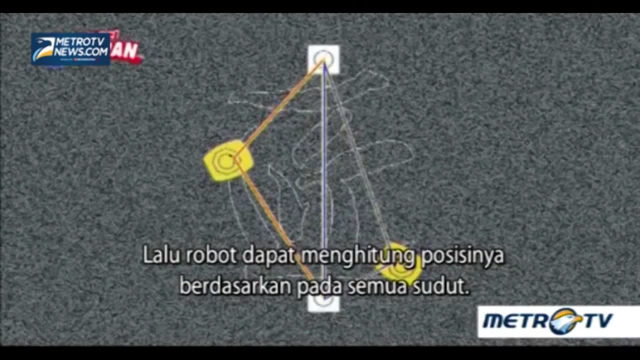 METROTV
NEWS.COM
Lalu robot dapat menghitung posisinya
berdasarkan pada semua sudut.
METRO TV